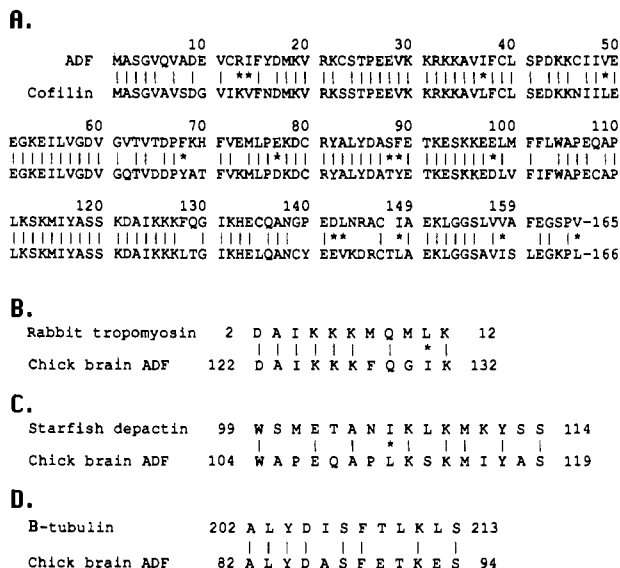 A.
10 20 30 40 50
ADF MASGVQVADE VCRIFYDMKV RKCSTPEEVK KRKKAVIFCL SPDKKCIIVE
||||| | | **||||| || |||||| ||||||*|| | ||| |*|
Cofilin MASGVAVSDG VIKVFNDMKV RKSSTPEEVK KRKKAVLFCL SEDKKNIILE
60 70 80 90 100 110
EGKEILVGDV GVTVTDPFKH FVEMLPEKDC RYALYDASFE TKESKKEELM FFLWAPEQAP
|||||||||| | || ||* || |||*||| |||||||**| |||||||*| | |||| ||
EGKEILVGDV GQTVDDPYAT FVKMLPDKDC RYALYDATYE TKESKKEDLV FIFWAPECAP
120 130 140 149 159
LKSKMIYASS KDAIKKKFQG IKHECQANGP EDLNRACIA EKLGGSLVVA FEGSPV-165
|||||||||| ||||||| | |||| ||| |** | *| |||||| |* ||| *
LKSKMIYASS KDAIKKKLTG IKHELQANCY EEVKDRCTLA EKLGGSAVIS LEGKPL-166
B.
Rabbit tropomyosin 2 D A I K K K M Q M L K 12
| | | | | | | * |
Chick brain ADF 122 D A I K K K F Q G I K 132
C.
Starfish depactin 99 W S M E T A N I K L K M K Y S S 114
| | | * | | | | |
Chick brain ADF 104 W A P E Q A P L K S K M I Y A S 119
D.
B-tubulin 202 A L Y D I S F T L K L S 213
| | | | | | | |
Chick brain ADF 82 A L Y D A S F E T K E S 94